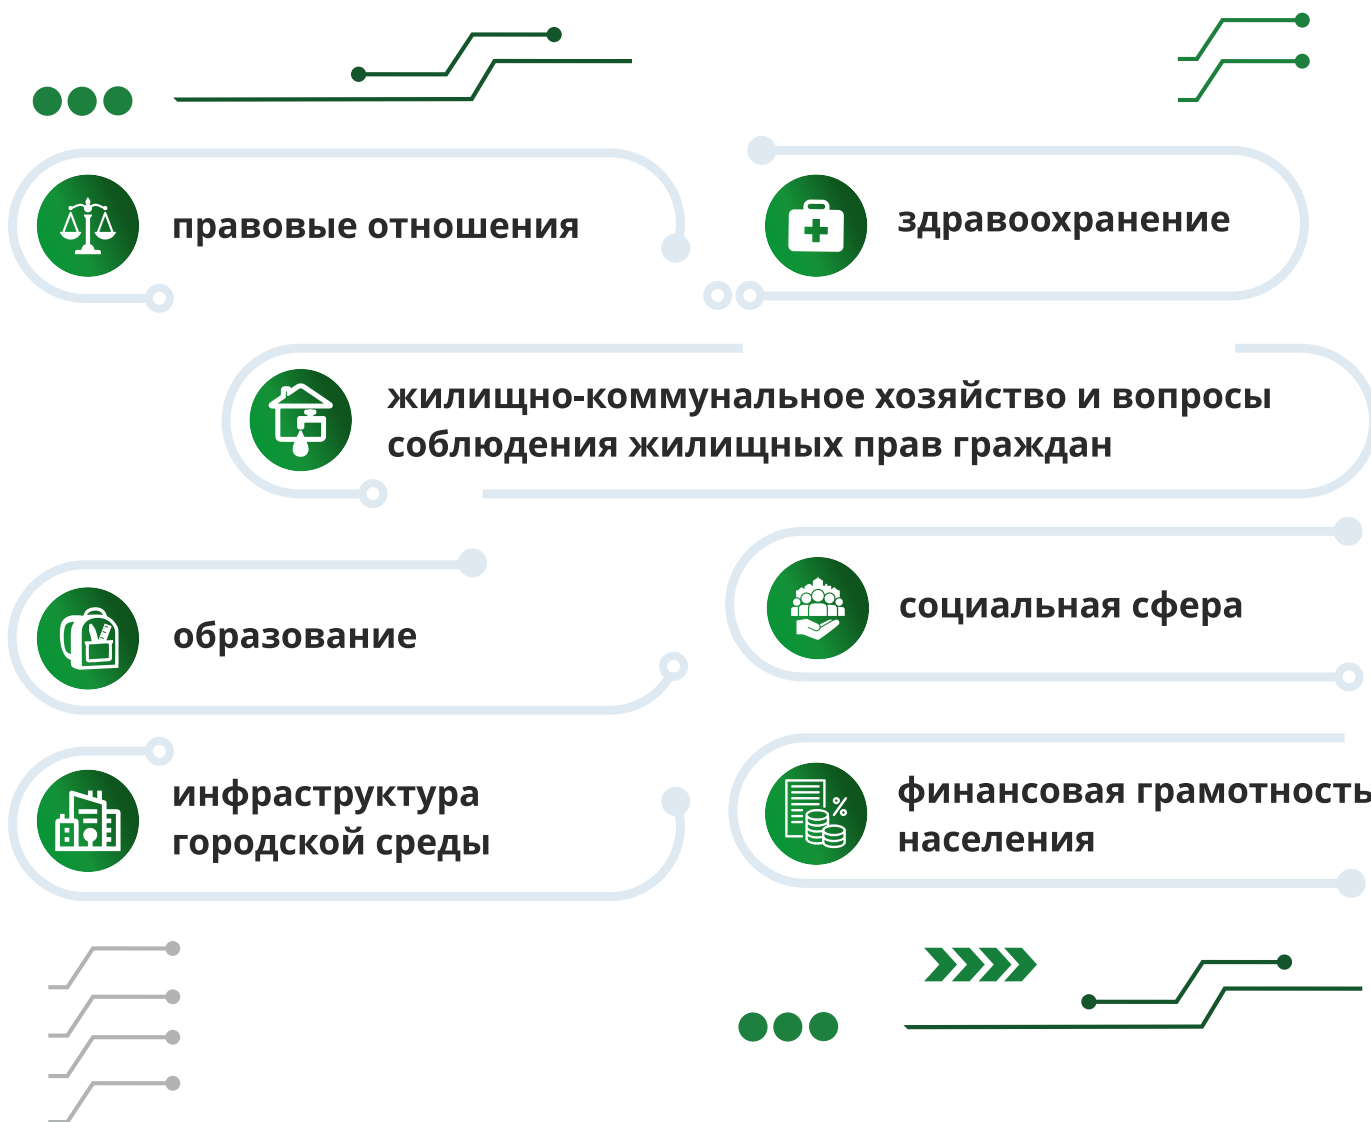 правовые отношения
здравоохранение
жилищно-коммунальное хозяйство и вопросы
соблюдения жилищных прав граждан
образование
социальная сфера
инфраструктура
городской среды
финансовая грамотность
населения